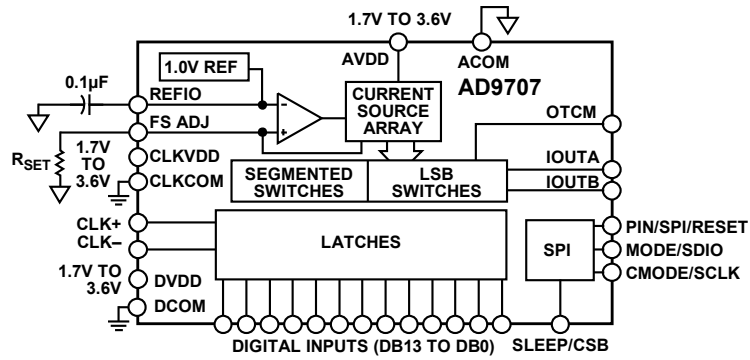 1.7V TO 3.6V
AVDD
ACOM
1.0V REF
AD9707
0.1µF
REFIO
–
CURRENT
SOURCE
ARRAY
FS ADJ
+
OTCM
RSET
1.7V
TO
3.6V
CLKVDD
CLKCOM
SEGMENTED
SWITCHES
LSB
SWITCHES
IOUTA
IOUTB
CLK+
CLK–
LATCHES
SPI
PIN/SPI/RESET
MODE/SDIO
CMODE/SCLK
1.7V TO
3.6V
DVDD
DCOM
DIGITAL INPUTS (DB13 TO DB0)
SLEEP/CSB